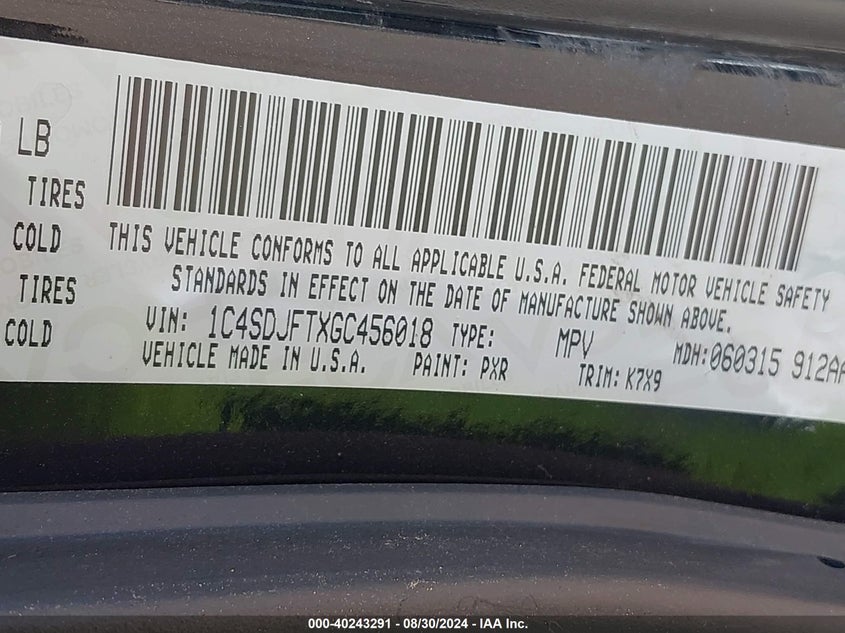 LB
TIRES
COLD
TIRES
COLD
THIS VEHICLE CONFORMS TO ALL APPLICABLE U.S.A. FEDERAL MOTOR VEHICLE SAFETY
STANDARDS IN EFFECT ON THE DATE OF MANUFACTURE SHOWN ABOVE.
VIN: 1C4SDJFTXGC456018 TYPE: MPV MDH:060315 912AA
VEHICLE MADE IN U.S.A. PAINT: PXR TRIM: K7X9
000-40243291 - 08/30/2024 - IAA Inc.